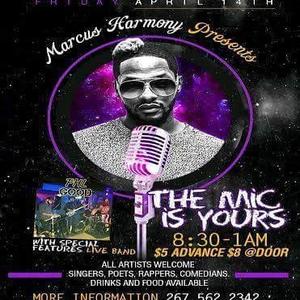 FRIDAY APRIL 14TH
Marcus Harmony Presents
PHIL GOOD
WITH SPECIAL
FEATURES LIVE BAND
THE MIC
IS YOURS
8:30-1AM
$5 ADVANCE $8 @DOOR
ALL ARTISTS WELCOME
SINGERS, POETS, RAPPERS, COMEDIANS.
DRINKS AND FOOD AVAILABLE
MORE INFORMATION 267.562.2342